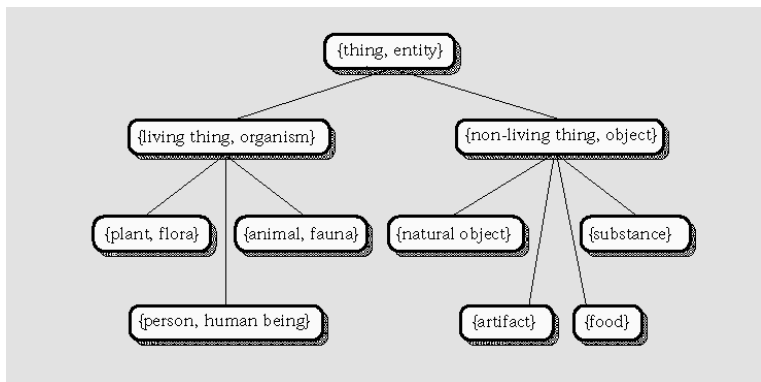 {thing, entity}
{living thing, organism}
{non-living thing, object}
{plant, flora}
{animal, fauna}
{natural object}
{substance}
{person, human being}
{artifact}
{food}